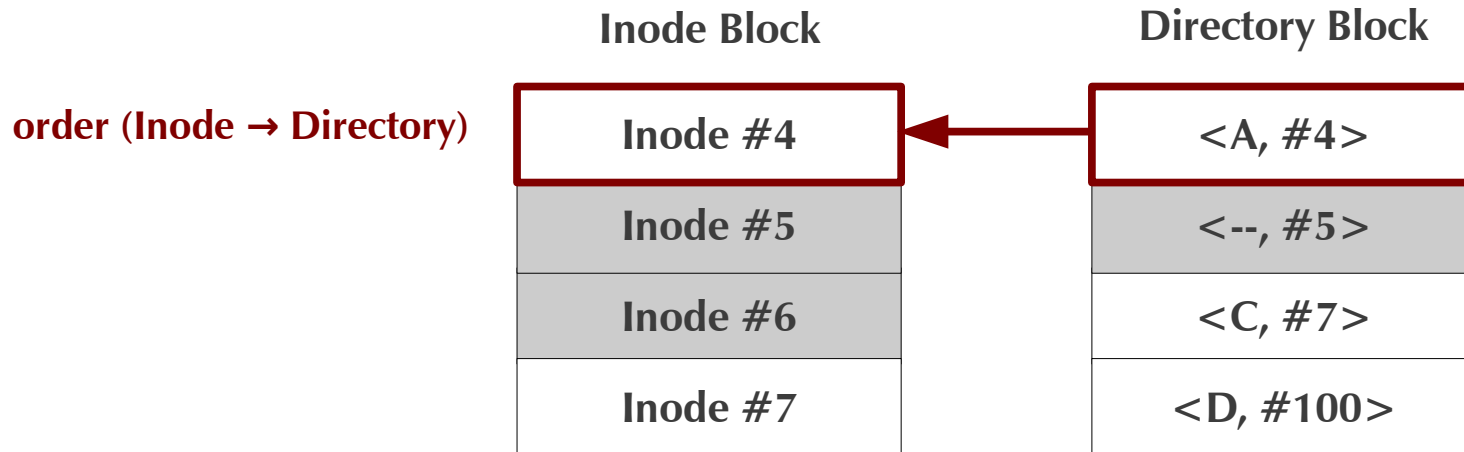 Inode Block Directory Block
order (Inode → Directory) Inode #4 <A, #4>
Inode #5 <--, #5>
Inode #6 <C, #7>
Inode #7 <D, #100>